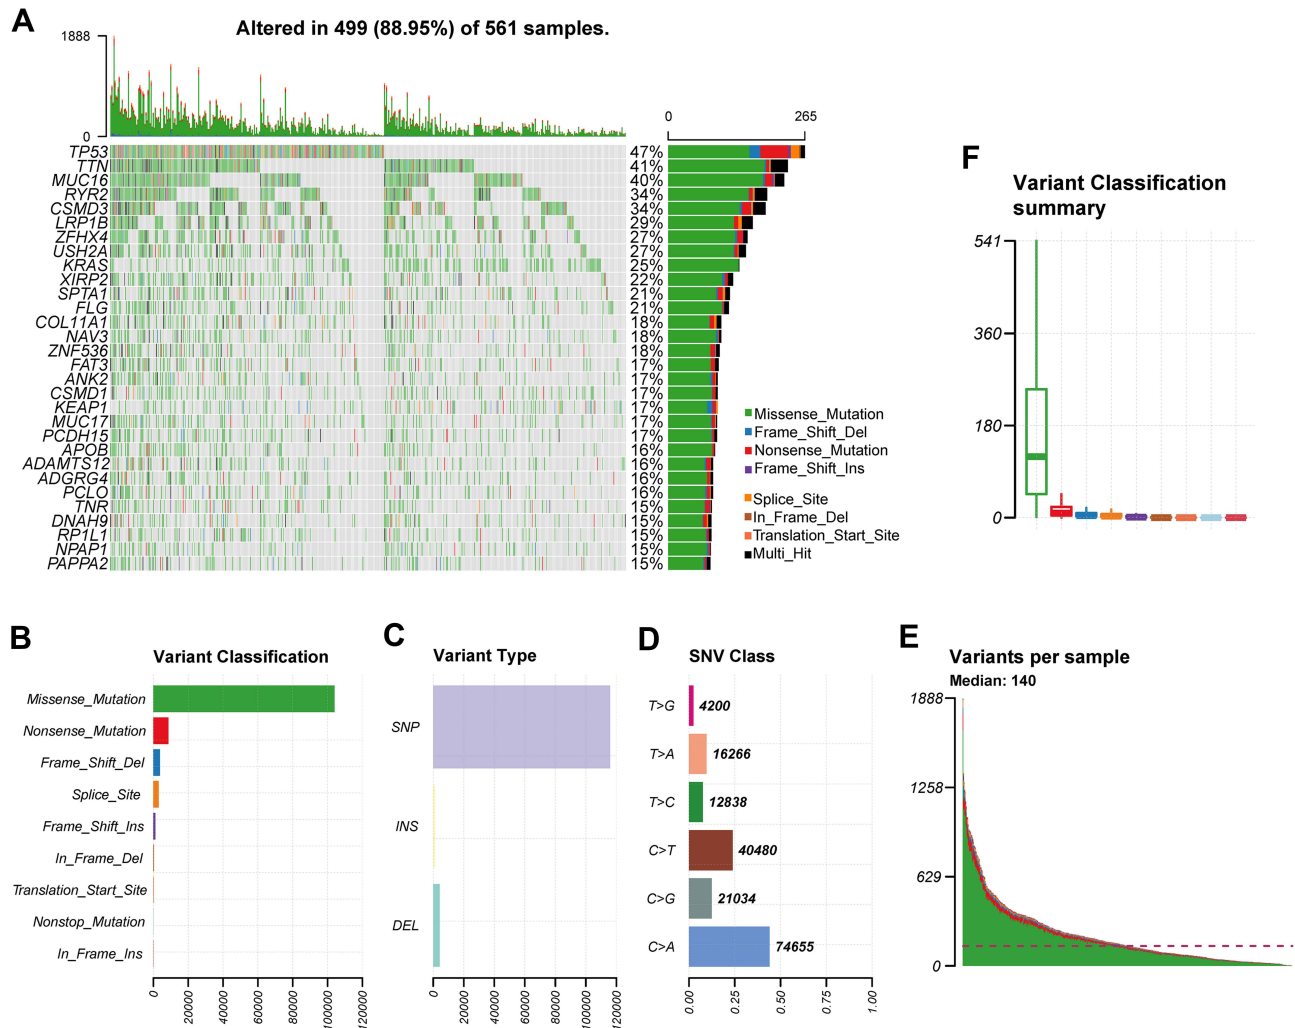 A
Altered in 499 (88.95%) of 561 samples.
1888
0
0 265
TP53 47%
TTN 41%
MUC16 40%
RYR2 34%
CSMD3 34%
LRP1B 29%
ZFHX4 27%
USH2A 27%
KRAS 25%
XIRP2 22%
SPTA1 21%
FLG 21%
COL11A1 18%
NAV3 18%
ZNF536 18%
FAT3 17%
ANK2 17%
CSMD1 17%
KEAP1 17%
MUC17 17%
PCDH15 17%
APOB 16%
ADAMTS12 16%
ADGRG4 16%
PCLO 16%
TNR 15%
DNAH9 15%
RP1L1 15%
NPAP1 15%
PAPPA2 15%
Missense_Mutation
Frame_Shift_Del
Nonsense_Mutation
Frame_Shift_Ins
Splice_Site
In_Frame_Del
Translation_Start_Site
Multi_Hit
F
Variant Classification
summary
541
360
180
0
B
Variant Classification
Missense_Mutation
Nonsense_Mutation
Frame_Shift_Del
Splice_Site
Frame_Shift_Ins
In_Frame_Del
Translation_Start_Site
Nonstop_Mutation
In_Frame_Ins
0 20000 40000 60000 80000 100000 120000
C
Variant Type
SNP
INS
DEL
0 20000 40000 60000 80000 100000 120000
D
SNV Class
T>G 4200
T>A 16266
T>C 12838
C>T 40480
C>G 21034
C>A 74655
0.00 0.25 0.50 0.75 1.00
E
Variants per sample
Median: 140
1888
1258
629
0